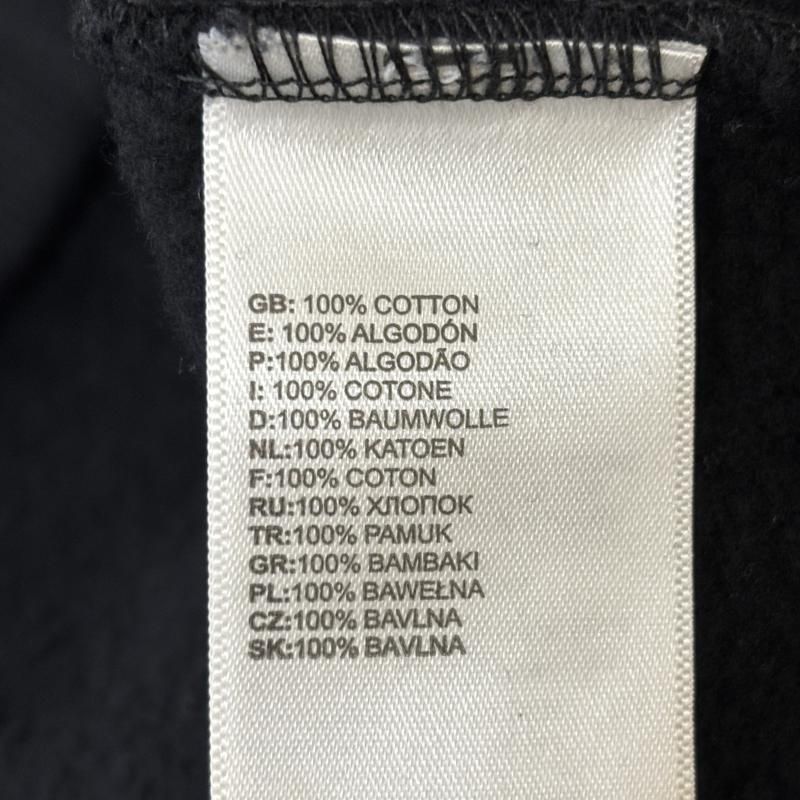 GB: 100% COTTON
E: 100% ALGODÓN
P:100% ALGODÃO
I: 100% COTONE
D:100% BAUMWOLLE
NL:100% KATOEN
F:100% COTON
RU:100% ХЛОПОК
TR:100% PAMUK
GR:100% BAMBAKI
PL:100% BAWEŁNA
CZ:100% BAVLNA
SK:100% BAVLNA